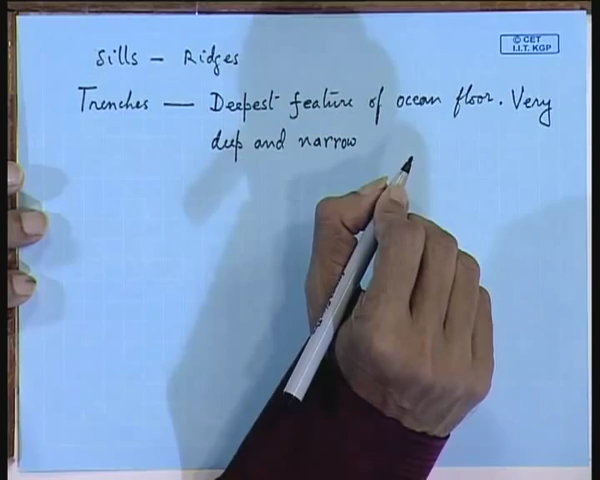 © CET
I.I.T. KGP
Sills — Ridges
Trenches — Deepest feature of ocean floor. Very
deep and narrow